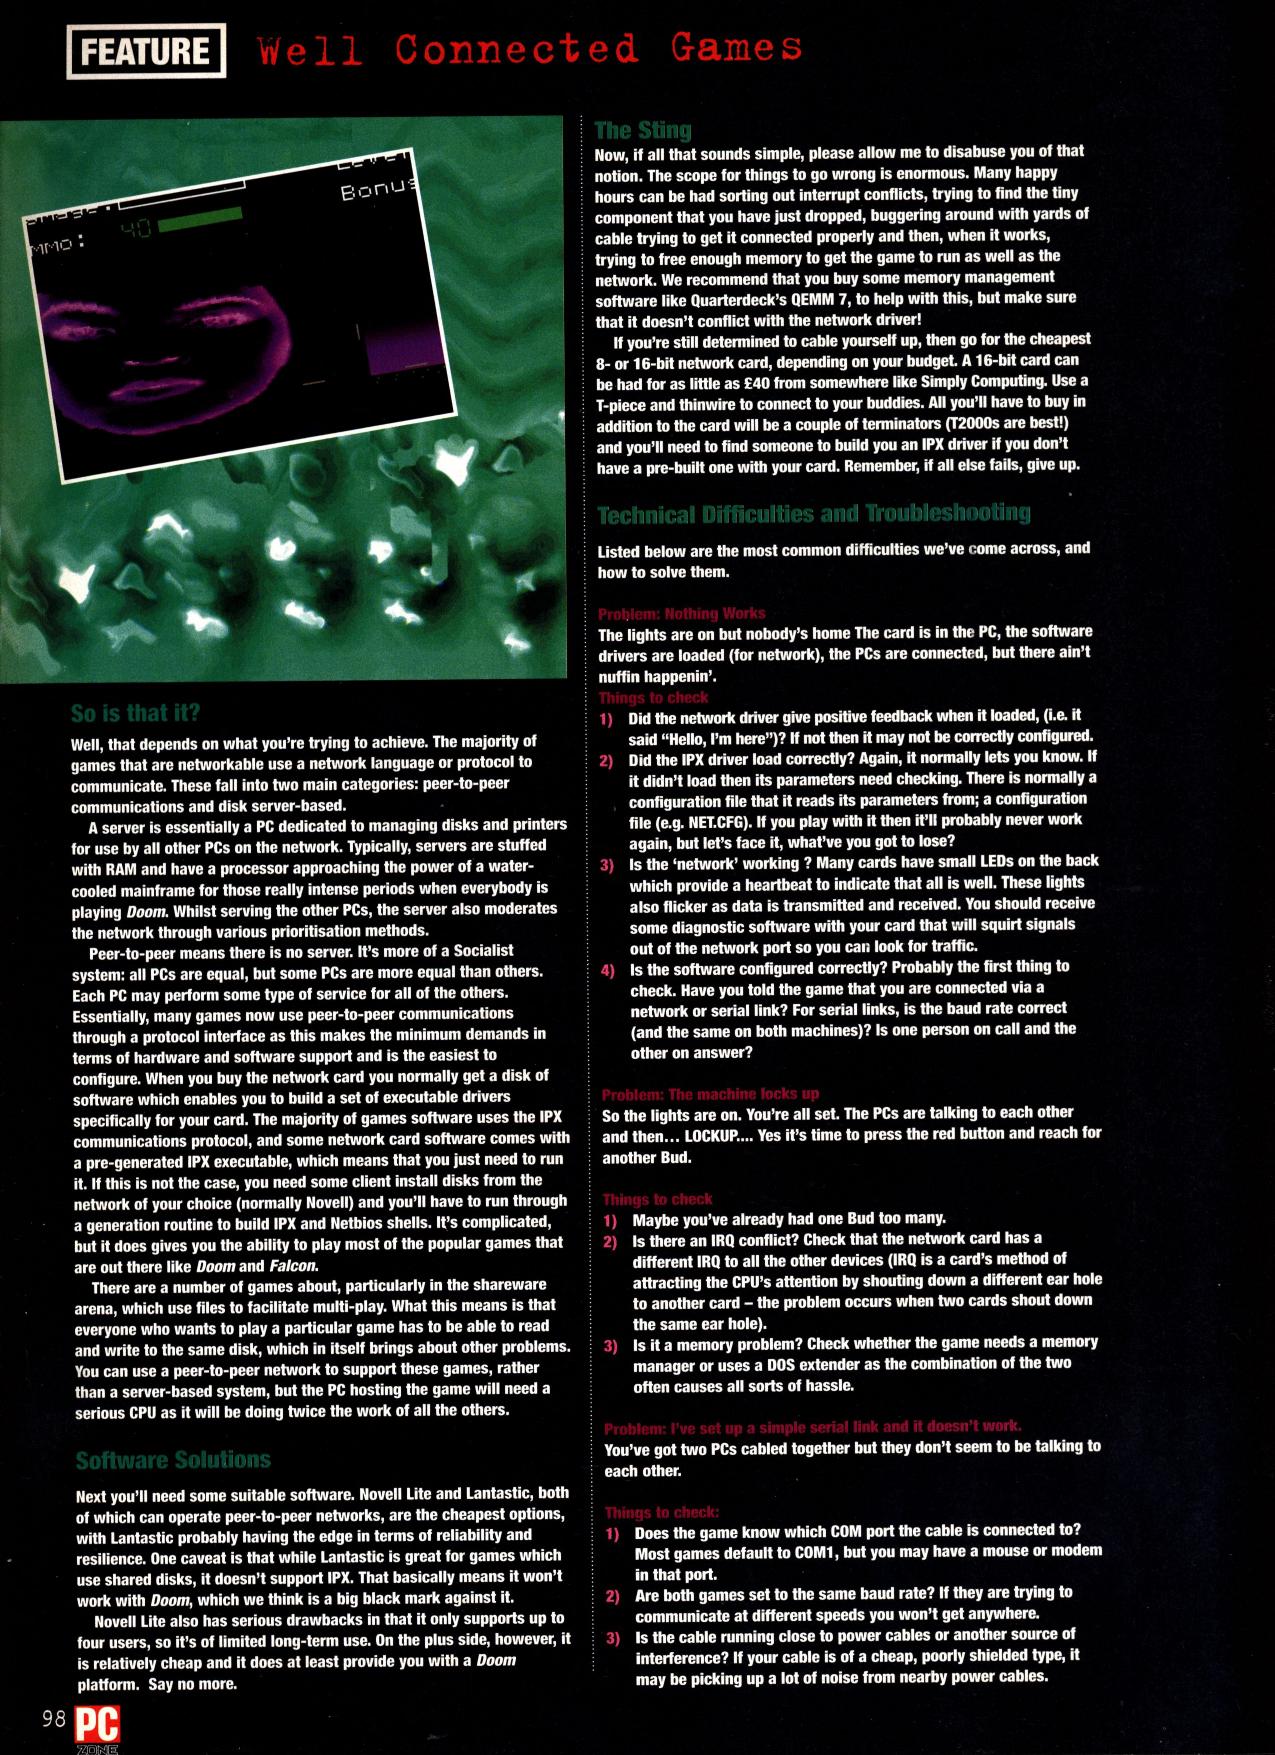 FEATURE Well Connected Games
Bonus
MMO: 40
So is that it?
Well, that depends on what you're trying to achieve. The majority of
games that are networkable use a network language or protocol to
communicate. These fall into two main categories: peer-to-peer
communications and disk server-based.
A server is essentially a PC dedicated to managing disks and printers
for use by all other PCs on the network. Typically, servers are stuffed
with RAM and have a processor approaching the power of a water-
cooled mainframe for those really intense periods when everybody is
playing Doom. Whilst serving the other PCs, the server also moderates
the network through various prioritisation methods.
Peer-to-peer means there is no server. It's more of a Socialist
system: all PCs are equal, but some PCs are more equal than others.
Each PC may perform some type of service for all of the others.
Essentially, many games now use peer-to-peer communications
through a protocol interface as this makes the minimum demands in
terms of hardware and software support and is the easiest to
configure. When you buy the network card you normally get a disk of
software which enables you to build a set of executable drivers
specifically for your card. The majority of games software uses the IPX
communications protocol, and some network card software comes with
a pre-generated IPX executable, which means that you just need to run
it. If this is not the case, you need some client install disks from the
network of your choice (normally Novell) and you'll have to run through
a generation routine to build IPX and Netbios shells. It's complicated,
but it does gives you the ability to play most of the popular games that
are out there like Doom and Falcon.
There are a number of games about, particularly in the shareware
arena, which use files to facilitate multi-play. What this means is that
everyone who wants to play a particular game has to be able to read
and write to the same disk, which in itself brings about other problems.
You can use a peer-to-peer network to support these games, rather
than a server-based system, but the PC hosting the game will need a
serious CPU as it will be doing twice the work of all the others.
Software Solutions
Next you'll need some suitable software. Novell Lite and Lantastic, both
of which can operate peer-to-peer networks, are the cheapest options,
with Lantastic probably having the edge in terms of reliability and
resilience. One caveat is that while Lantastic is great for games which
use shared disks, it doesn't support IPX. That basically means it won't
work with Doom, which we think is a big black mark against it.
Novell Lite also has serious drawbacks in that it only supports up to
four users, so it's of limited long-term use. On the plus side, however, it
is relatively cheap and it does at least provide you with a Doom
platform. Say no more.
The Sting
Now, if all that sounds simple, please allow me to disabuse you of that
notion. The scope for things to go wrong is enormous. Many happy
hours can be had sorting out interrupt conflicts, trying to find the tiny
component that you have just dropped, buggering around with yards of
cable trying to get it connected properly and then, when it works,
trying to free enough memory to get the game to run as well as the
network. We recommend that you buy some memory management
software like Quarterdeck's QEMM 7, to help with this, but make sure
that it doesn't conflict with the network driver!
If you're still determined to cable yourself up, then go for the cheapest
8- or 16-bit network card, depending on your budget. A 16-bit card can
be had for as little as £40 from somewhere like Simply Computing. Use a
T-piece and thinwire to connect to your buddies. All you'll have to buy in
addition to the card will be a couple of terminators (T2000s are best!)
and you'll need to find someone to build you an IPX driver if you don't
have a pre-built one with your card. Remember, if all else fails, give up.
Technical Difficulties and Troubleshooting
Listed below are the most common difficulties we've come across, and
how to solve them.
Problem: Nothing Works
The lights are on but nobody's home The card is in the PC, the software
drivers are loaded (for network), the PCs are connected, but there ain't
nuffin happenin'.
Things to check
1) Did the network driver give positive feedback when it loaded, (i.e. it
said "Hello, I'm here")? If not then it may not be correctly configured.
2) Did the IPX driver load correctly? Again, it normally lets you know. If
it didn't load then its parameters need checking. There is normally a
configuration file that it reads its parameters from; a configuration
file (e.g. NET.CFG). If you play with it then it'll probably never work
again, but let's face it, what've you got to lose?
3) Is the 'network' working ? Many cards have small LEDs on the back
which provide a heartbeat to indicate that all is well. These lights
also flicker as data is transmitted and received. You should receive
some diagnostic software with your card that will squirt signals
out of the network port so you can look for traffic.
4) Is the software configured correctly? Probably the first thing to
check. Have you told the game that you are connected via a
network or serial link? For serial links, is the baud rate correct
(and the same on both machines)? Is one person on call and the
other on answer?
Problem: The machine locks up
So the lights are on. You're all set. The PCs are talking to each other
and then... LOCKUP.... Yes it's time to press the red button and reach for
another Bud.
Things to check
1) Maybe you've already had one Bud too many.
2) Is there an IRQ conflict? Check that the network card has a
different IRQ to all the other devices (IRQ is a card's method of
attracting the CPU's attention by shouting down a different ear hole
to another card – the problem occurs when two cards shout down
the same ear hole).
3) Is it a memory problem? Check whether the game needs a memory
manager or uses a DOS extender as the combination of the two
often causes all sorts of hassle.
Problem: I've set up a simple serial link and it doesn't work.
You've got two PCs cabled together but they don't seem to be talking to
each other.
Things to check:
1) Does the game know which COM port the cable is connected to?
Most games default to COM1, but you may have a mouse or modem
in that port.
2) Are both games set to the same baud rate? If they are trying to
communicate at different speeds you won't get anywhere.
3) Is the cable running close to power cables or another source of
interference? If your cable is of a cheap, poorly shielded type, it
may be picking up a lot of noise from nearby power cables.
98 PC
ZONE